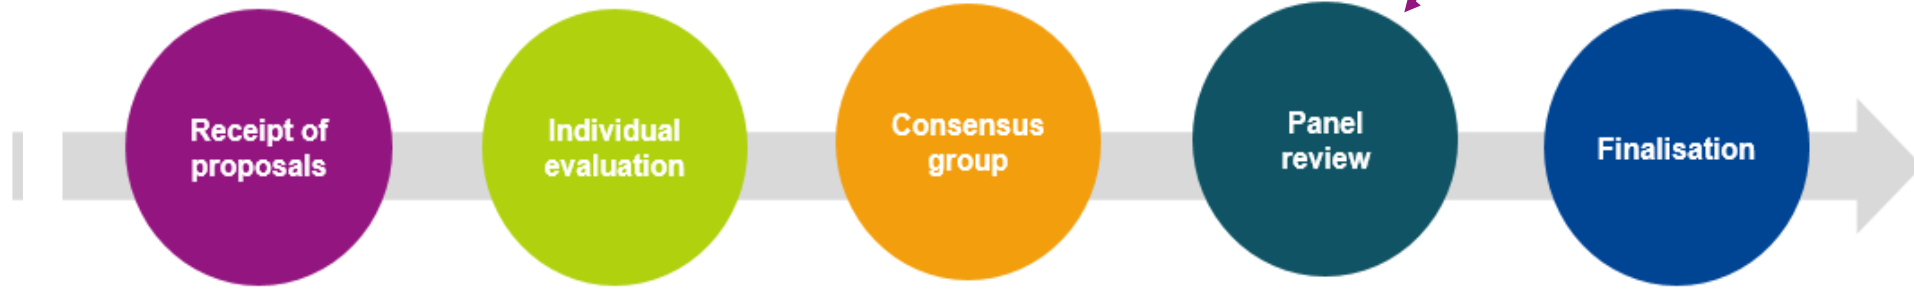 Receipt of
proposals
Individual
evaluation
Consensus
group
Panel
review
Finalisation